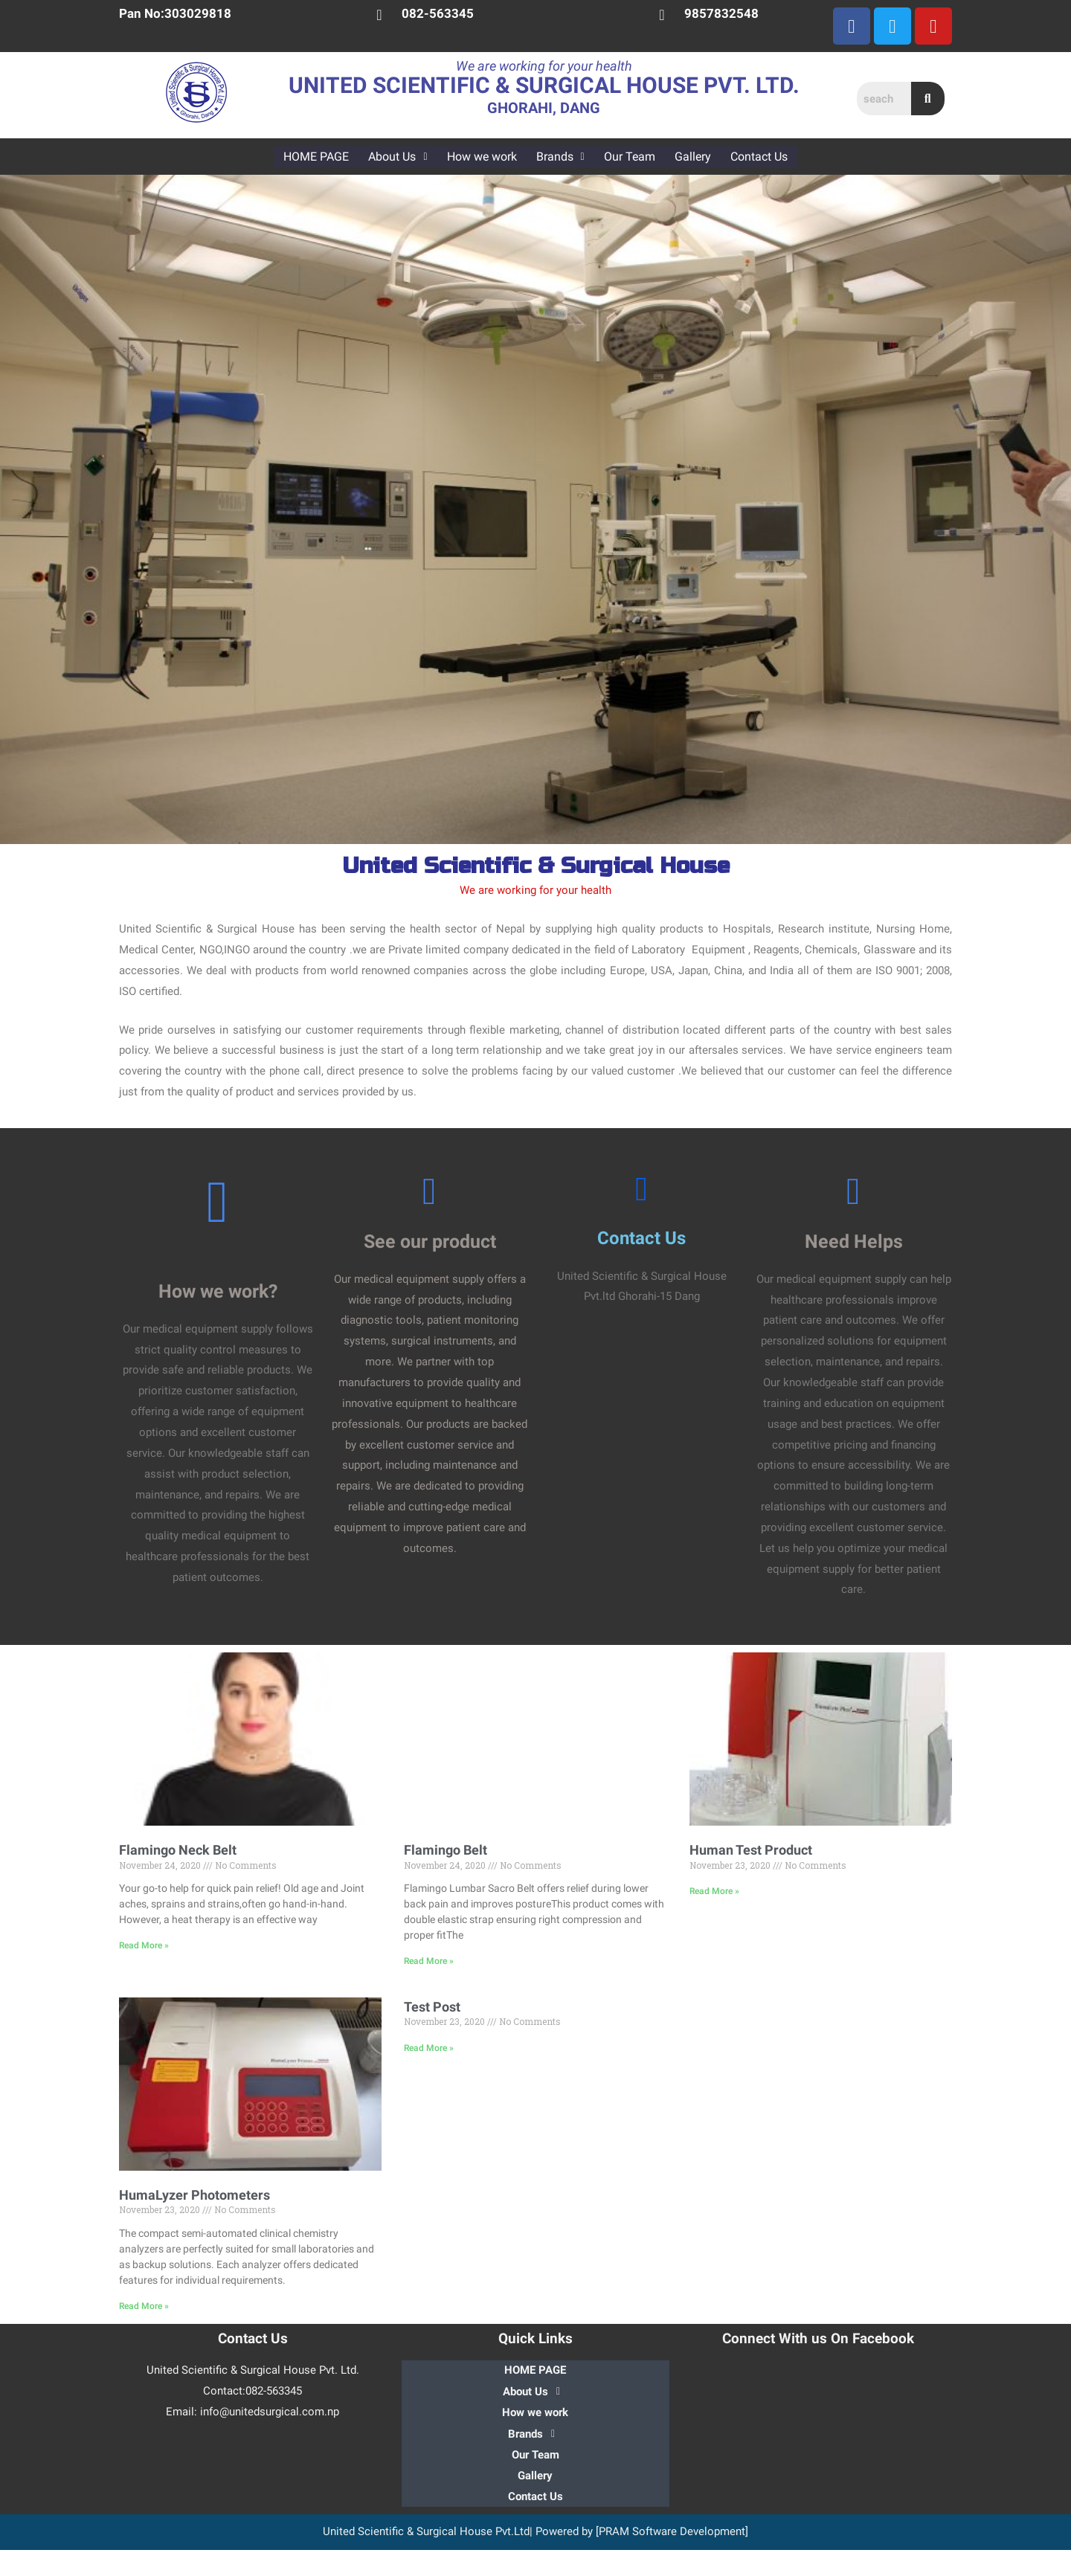 Pan No:303029818
082-563345
9857832548
We are working for your health
UNITED SCIENTIFIC & SURGICAL HOUSE PVT. LTD.
GHORAHI, DANG
United Scientific & Surgical House Pvt. Ltd.
Ghorahi, Dang
seach
HOME PAGE About Us How we work Brands Our Team Gallery Contact Us
United Scientific & Surgical House
We are working for your health
United Scientific & Surgical House has been serving the health sector of Nepal by supplying high quality products to Hospitals, Research institute, Nursing Home,
Medical Center, NGO,INGO around the country .we are Private limited company dedicated in the field of Laboratory Equipment , Reagents, Chemicals, Glassware and its
accessories. We deal with products from world renowned companies across the globe including Europe, USA, Japan, China, and India all of them are ISO 9001; 2008,
ISO certified.
We pride ourselves in satisfying our customer requirements through flexible marketing, channel of distribution located different parts of the country with best sales
policy. We believe a successful business is just the start of a long term relationship and we take great joy in our aftersales services. We have service engineers team
covering the country with the phone call, direct presence to solve the problems facing by our valued customer .We believed that our customer can feel the difference
just from the quality of product and services provided by us.
How we work?
Our medical equipment supply follows
strict quality control measures to
provide safe and reliable products. We
prioritize customer satisfaction,
offering a wide range of equipment
options and excellent customer
service. Our knowledgeable staff can
assist with product selection,
maintenance, and repairs. We are
committed to providing the highest
quality medical equipment to
healthcare professionals for the best
patient outcomes.
See our product
Our medical equipment supply offers a
wide range of products, including
diagnostic tools, patient monitoring
systems, surgical instruments, and
more. We partner with top
manufacturers to provide quality and
innovative equipment to healthcare
professionals. Our products are backed
by excellent customer service and
support, including maintenance and
repairs. We are dedicated to providing
reliable and cutting-edge medical
equipment to improve patient care and
outcomes.
Contact Us
United Scientific & Surgical House
Pvt.ltd Ghorahi-15 Dang
Need Helps
Our medical equipment supply can help
healthcare professionals improve
patient care and outcomes. We offer
personalized solutions for equipment
selection, maintenance, and repairs.
Our knowledgeable staff can provide
training and education on equipment
usage and best practices. We offer
competitive pricing and financing
options to ensure accessibility. We are
committed to building long-term
relationships with our customers and
providing excellent customer service.
Let us help you optimize your medical
equipment supply for better patient
care.
Flamingo Neck Belt
November 24, 2020 /// No Comments
Your go-to help for quick pain relief! Old age and Joint
aches, sprains and strains,often go hand-in-hand.
However, a heat therapy is an effective way
Read More »
Flamingo Belt
November 24, 2020 /// No Comments
Flamingo Lumbar Sacro Belt offers relief during lower
back pain and improves postureThis product comes with
double elastic strap ensuring right compression and
proper fitThe
Read More »
Human Test Product
November 23, 2020 /// No Comments
Read More »
HumaLyzer Photometers
November 23, 2020 /// No Comments
The compact semi-automated clinical chemistry
analyzers are perfectly suited for small laboratories and
as backup solutions. Each analyzer offers dedicated
features for individual requirements.
Read More »
Test Post
November 23, 2020 /// No Comments
Read More »
Contact Us
United Scientific & Surgical House Pvt. Ltd.
Contact:082-563345
Email: info@unitedsurgical.com.np
Quick Links
HOME PAGE
About Us
How we work
Brands
Our Team
Gallery
Contact Us
Connect With us On Facebook
United Scientific & Surgical House Pvt.Ltd| Powered by [PRAM Software Development]